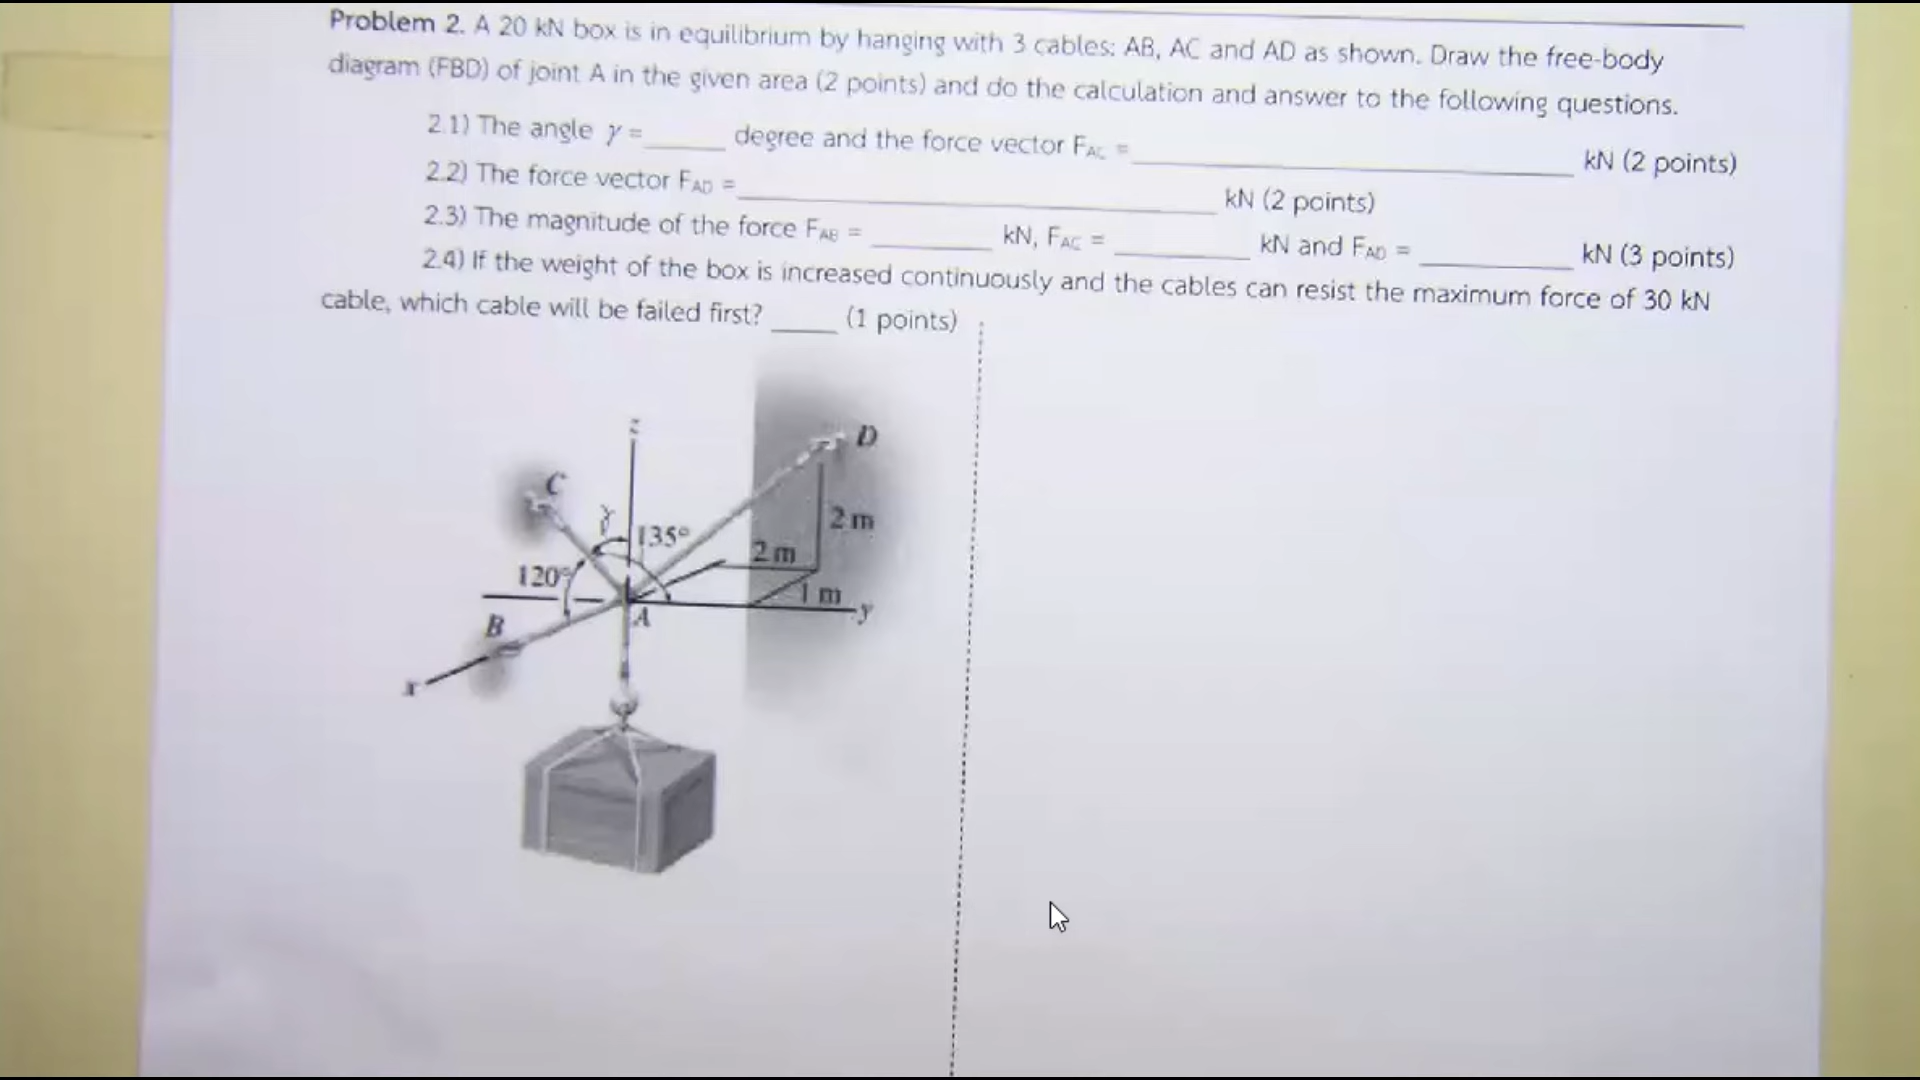 Problem 2. A 20 kN box is in equilibrium by hanging with 3 cables: AB, AC and AD as shown. Draw the free-body
diagram (FBD) of joint A in the given area (2 points) and do the calculation and answer to the following questions.
2.1) The angle γ = _____ degree and the force vector FAC = _____ kN (2 points)
2.2) The force vector FAD = _____ kN (2 points)
2.3) The magnitude of the force FAB = _____ kN, FAC = _____ kN and FAD = _____ kN (3 points)
2.4) If the weight of the box is increased continuously and the cables can resist the maximum force of 30 kN
cable, which cable will be failed first? ____ (1 points)
z
D
C
γ
135°
2 m
2 m
120°
1 m
A
y
B
x